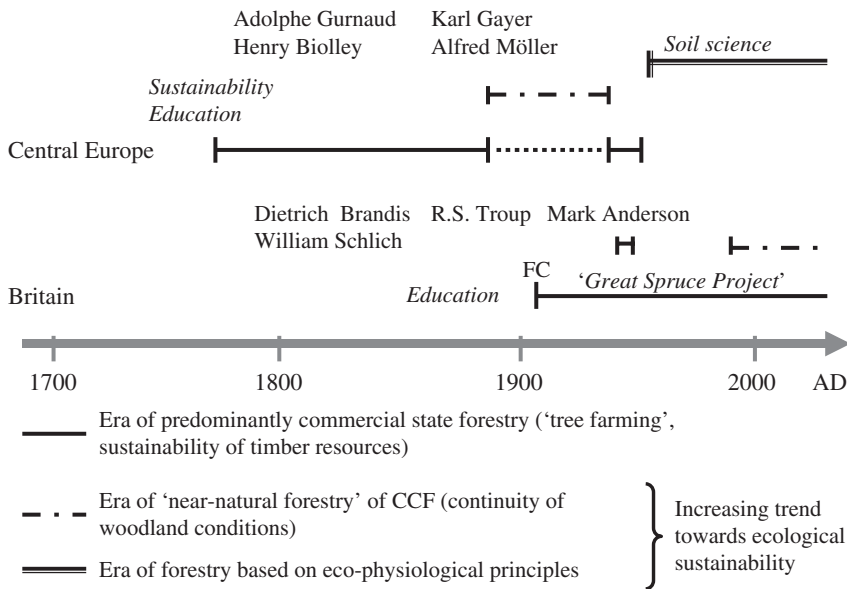 Adolphe Gurnaud Karl Gayer
Henry Biolley Alfred Möller
Soil science
Sustainability
Education
Central Europe
Dietrich Brandis R.S. Troup Mark Anderson
William Schlich
FC
Britain Education ‘Great Spruce Project’
1700 1800 1900 2000 AD
Era of predominantly commercial state forestry (‘tree farming’,
sustainability of timber resources)
Era of ‘near-natural forestry’ of CCF (continuity of
woodland conditions)
Era of forestry based on eco-physiological principles
Increasing trend
towards ecological
sustainability